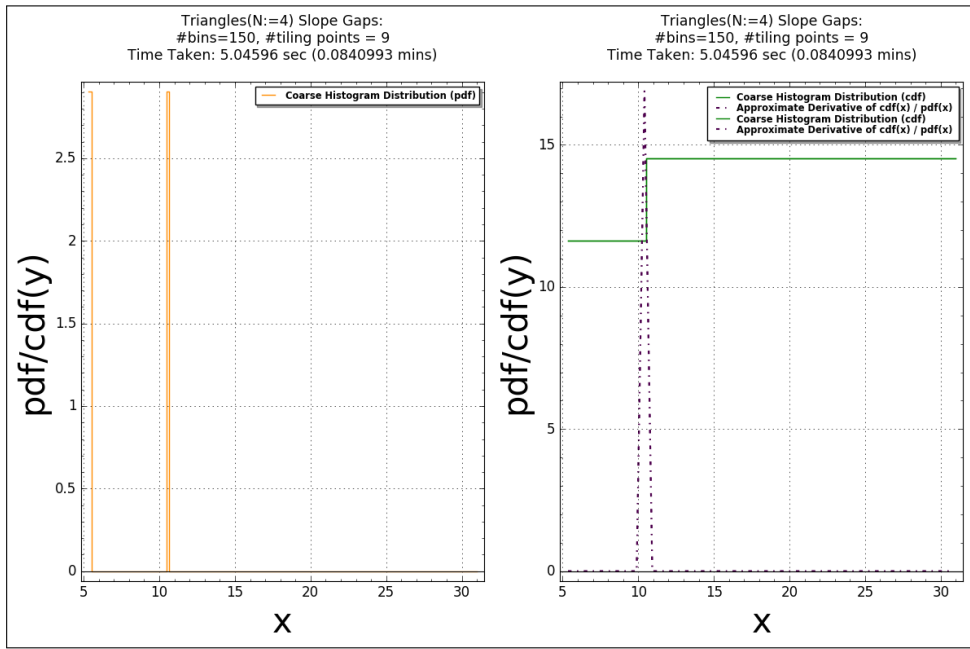 Triangles(N:=4) Slope Gaps:
#bins=150, #tiling points = 9
Time Taken: 5.04596 sec (0.0840993 mins)
Coarse Histogram Distribution (pdf)
2.5
2
1.5
1
0.5
0
pdf/cdf(y)
5 10 15 20 25 30
x
Triangles(N:=4) Slope Gaps:
#bins=150, #tiling points = 9
Time Taken: 5.04596 sec (0.0840993 mins)
Coarse Histogram Distribution (cdf)
Approximate Derivative of cdf(x) / pdf(x)
Coarse Histogram Distribution (cdf)
Approximate Derivative of cdf(x) / pdf(x)
15
10
5
0
pdf/cdf(y)
5 10 15 20 25 30
x